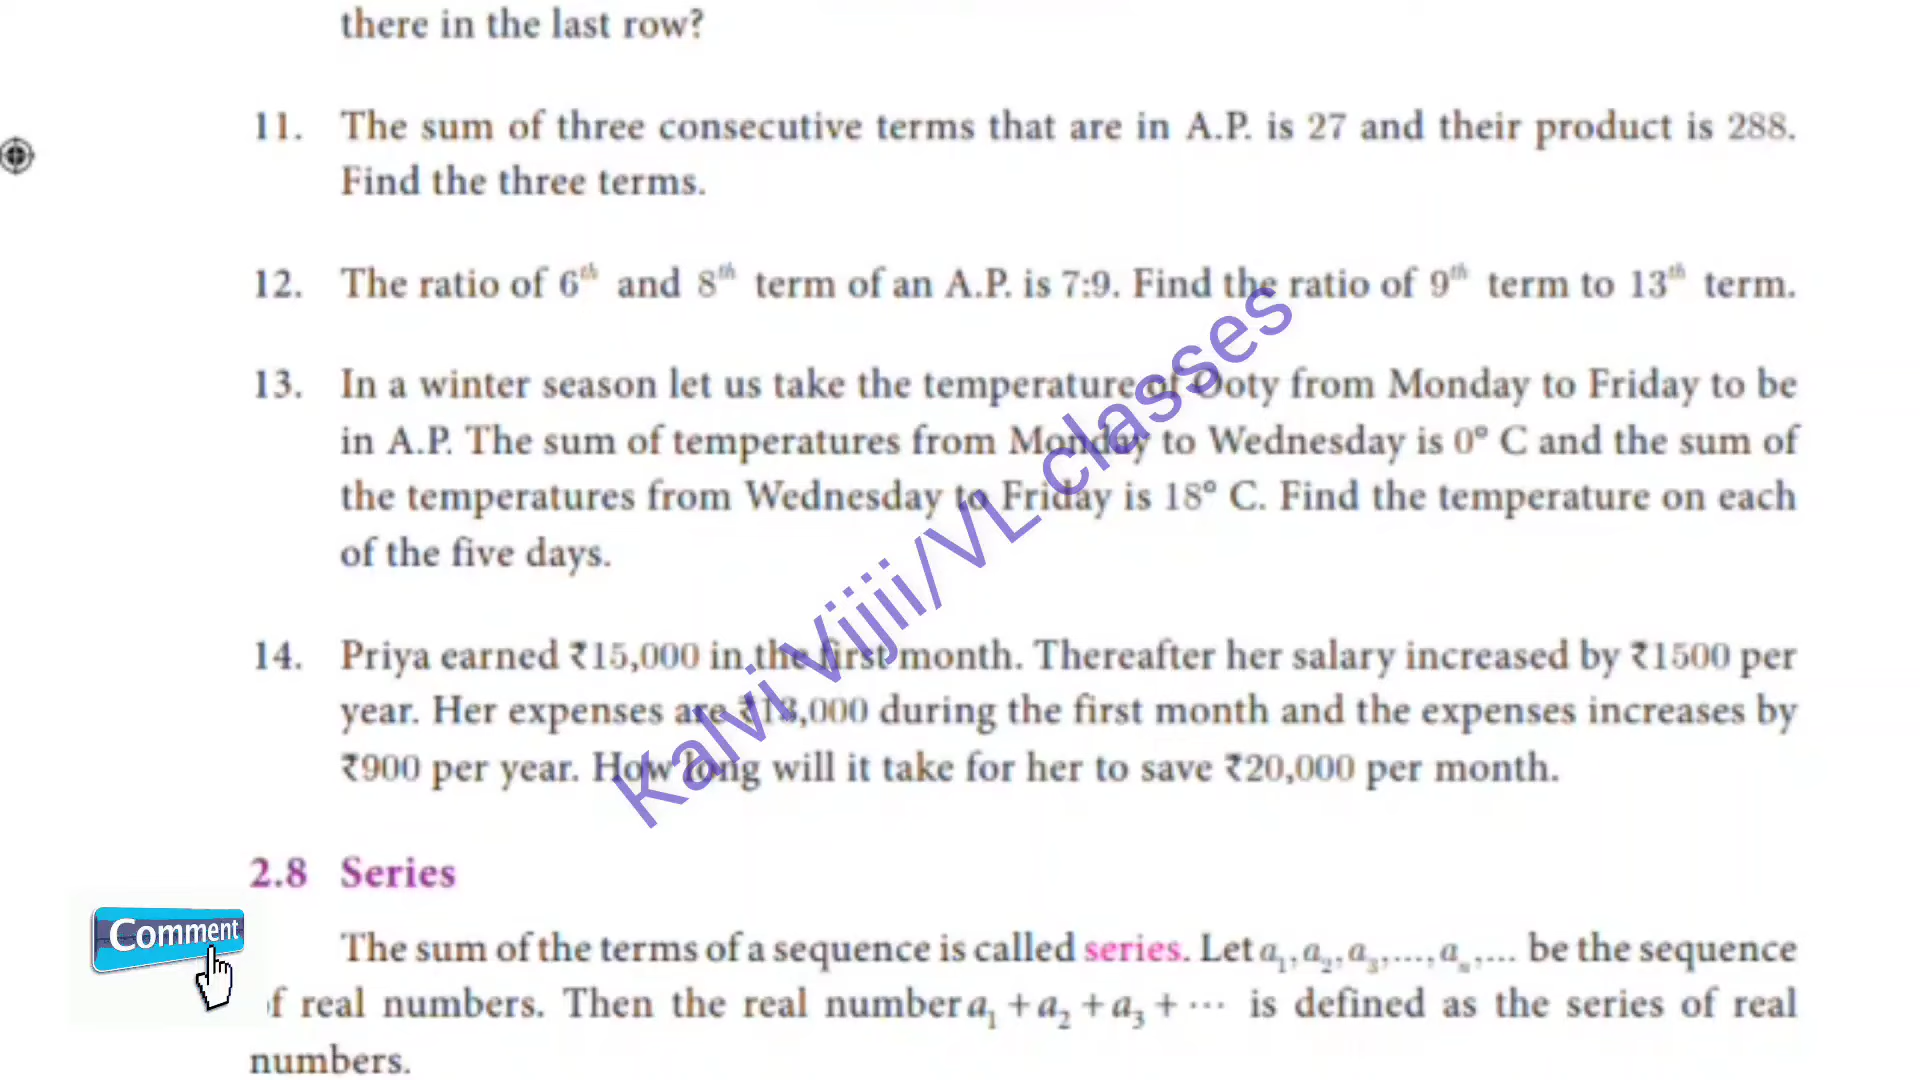 there in the last row?
11. The sum of three consecutive terms that are in A.P. is 27 and their product is 288.
Find the three terms.
12. The ratio of 6th and 8th term of an A.P. is 7:9. Find the ratio of 9th term to 13th term.
13. In a winter season let us take the temperature of Ooty from Monday to Friday to be
in A.P. The sum of temperatures from Monday to Wednesday is 0° C and the sum of
the temperatures from Wednesday to Friday is 18° C. Find the temperature on each
of the five days.
14. Priya earned ₹15,000 in the first month. Thereafter her salary increased by ₹1500 per
year. Her expenses are ₹13,000 during the first month and the expenses increases by
₹900 per year. How long will it take for her to save ₹20,000 per month.
Kalvi Vijji/VL classes
2.8 Series
The sum of the terms of a sequence is called series. Let a₁, a₂, a₃, ..., aₙ, ... be the sequence
of real numbers. Then the real number a₁ + a₂ + a₃ + ⋯ is defined as the series of real
numbers.
Comment